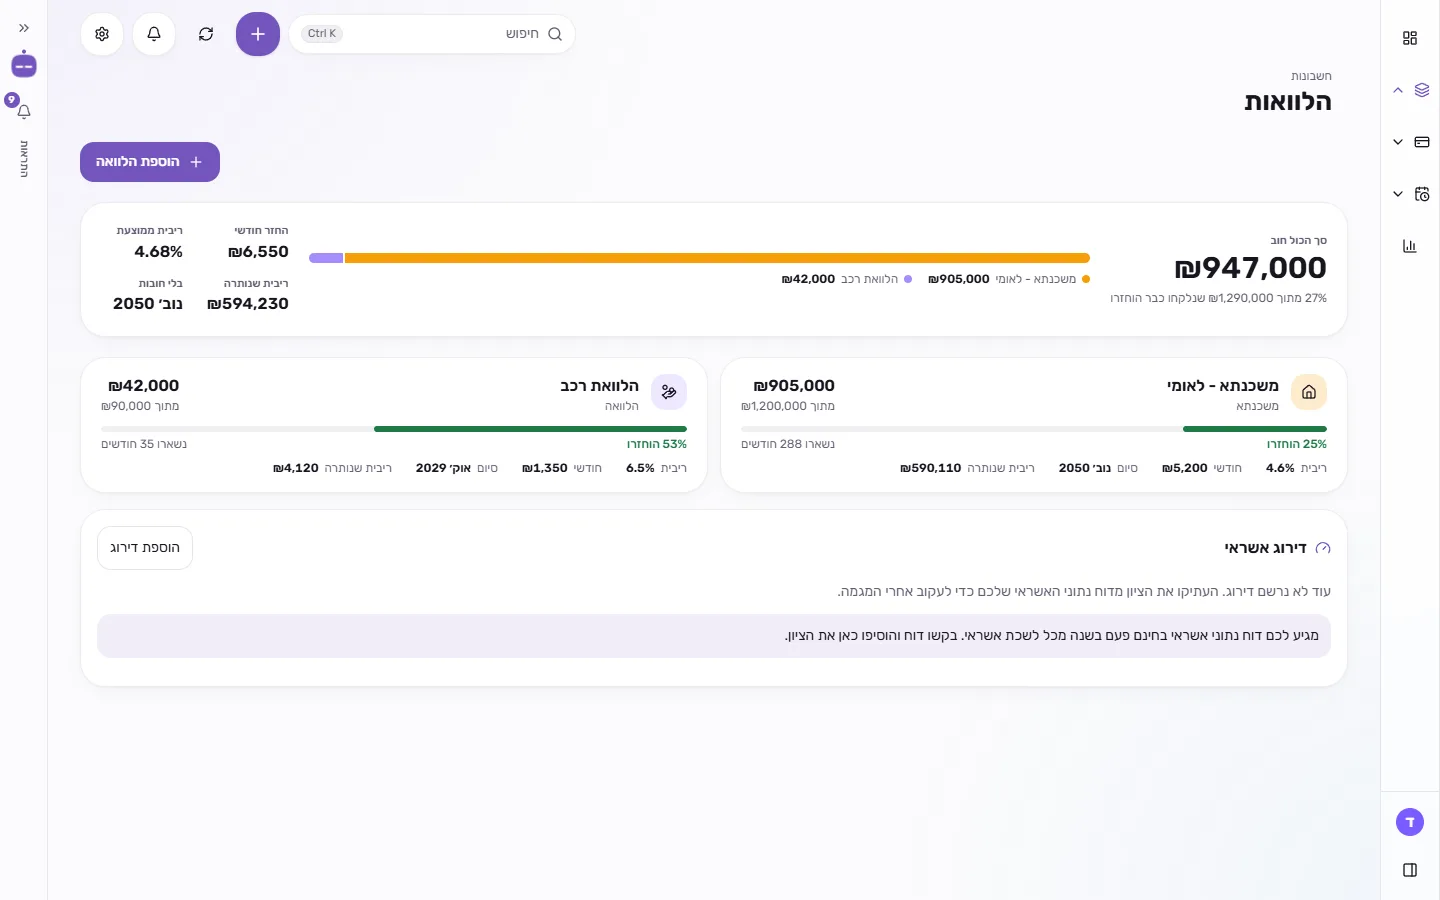 חיפוש
Ctrl K
9
התראות
חשבונות
הלוואות
הוספת הלוואה
סך הכול חוב
₪947,000
27% מתוך ₪1,290,000 שנלקחו כבר הוחזרו
משכנתא - לאומי ₪905,000
הלוואת רכב ₪42,000
החזר חודשי
₪6,550
ריבית ממוצעת
4.68%
ריבית שנותרה
₪594,230
בלי חובות
נוב׳ 2050
משכנתא - לאומי
משכנתא
₪905,000
מתוך ₪1,200,000
25% הוחזרו
נשארו 288 חודשים
ריבית 4.6% חודשי ₪5,200 סיום נוב׳ 2050 ריבית שנותרה ₪590,110
הלוואת רכב
הלוואה
₪42,000
מתוך ₪90,000
53% הוחזרו
נשארו 35 חודשים
ריבית 6.5% חודשי ₪1,350 סיום אוק׳ 2029 ריבית שנותרה ₪4,120
דירוג אשראי
הוספת דירוג
עוד לא נרשם דירוג. העתיקו את הציון מדוח נתוני האשראי שלכם כדי לעקוב אחרי המגמה.
מגיע לכם דוח נתוני אשראי בחינם פעם בשנה מכל לשכת אשראי. בקשו דוח והוסיפו כאן את הציון.
ד